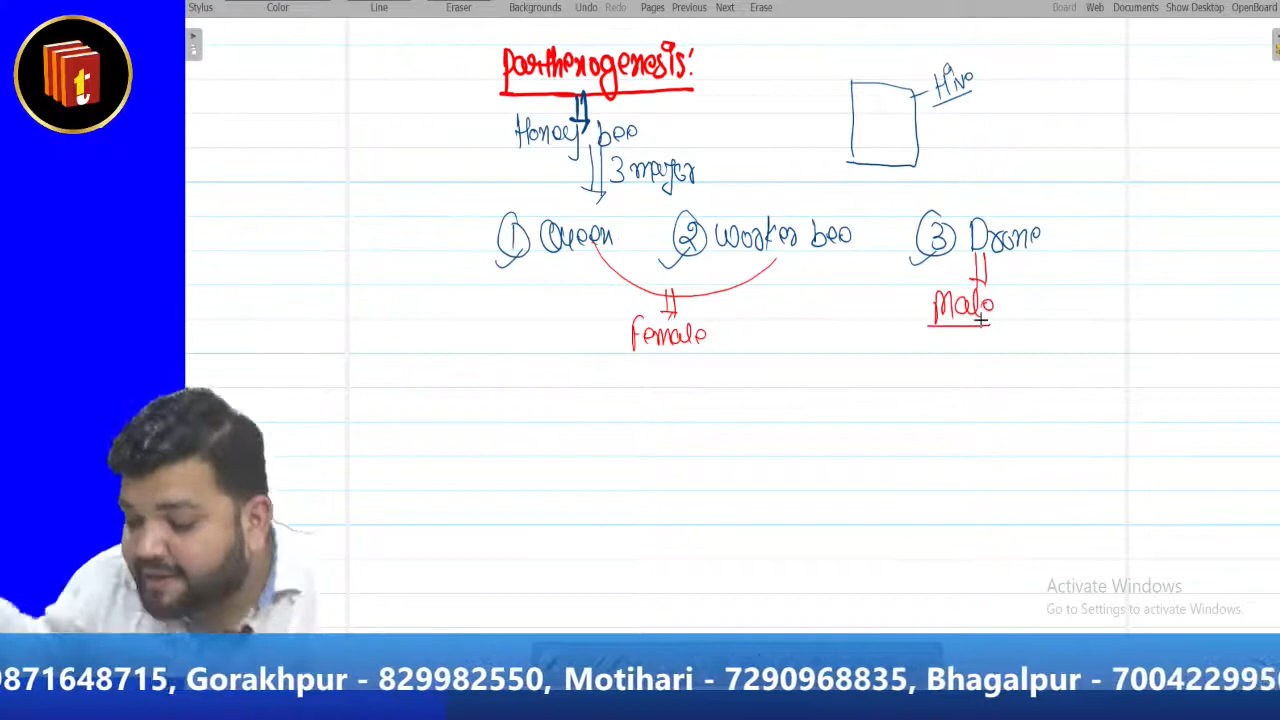 Stylus Color Line Eraser Backgrounds Undo Redo Pages Previous Next Erase Board Web Documents Show Desktop OpenBoard
t
Parthenogenesis:
Hive
Honey bee
3 major
① Queen ② worker bee ③ Drone
Male
Female
Activate Windows
Go to Settings to activate Windows.
9871648715, Gorakhpur - 829982550, Motihari - 7290968835, Bhagalpur - 7004229950